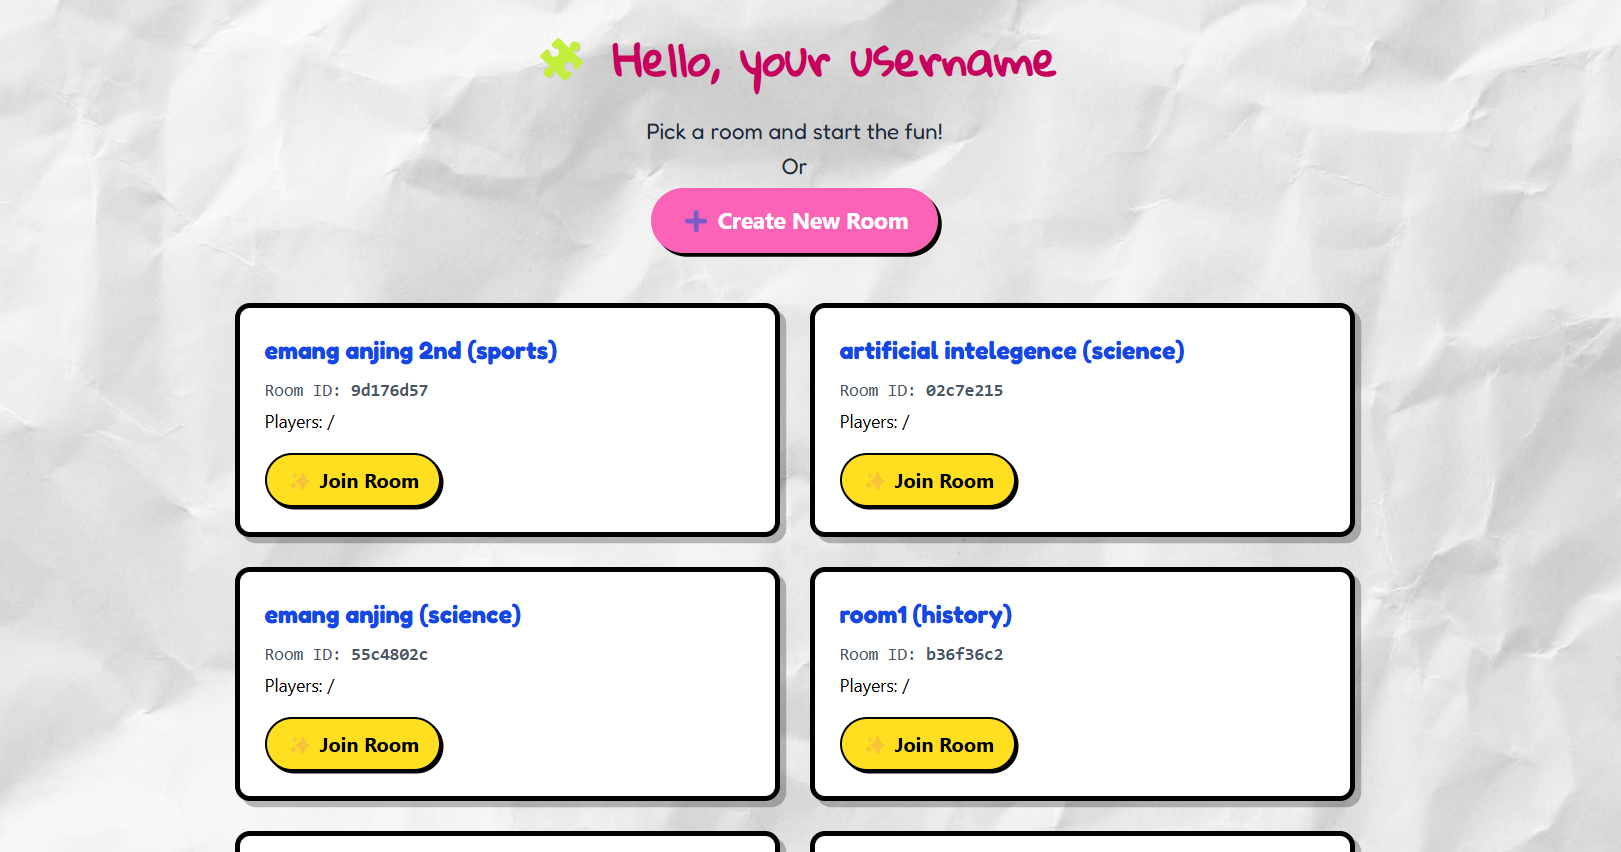 Hello, your username
Pick a room and start the fun!
Or
Create New Room
emang anjing 2nd (sports)
Room ID: 9d176d57
Players: /
Join Room
artificial intelegence (science)
Room ID: 02c7e215
Players: /
Join Room
emang anjing (science)
Room ID: 55c4802c
Players: /
Join Room
room1 (history)
Room ID: b36f36c2
Players: /
Join Room